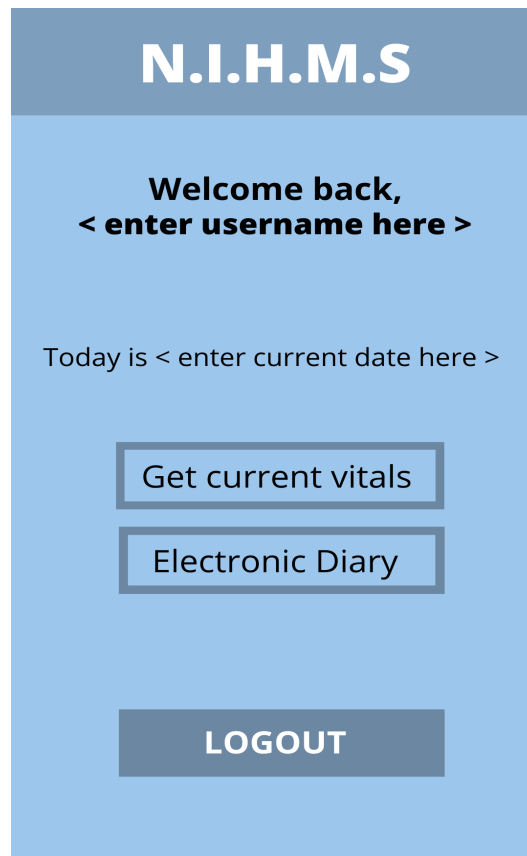 N.I.H.M.S
Welcome back,
< enter username here >
Today is < enter current date here >
Get current vitals
Electronic Diary
LOGOUT